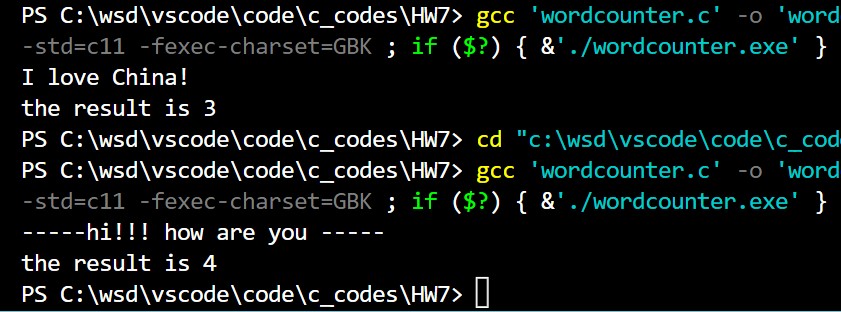 PS C:\wsd\vscode\code\c_codes\HW7> gcc 'wordcounter.c' -o 'word
-std=c11 -fexec-charset=GBK ; if ($?) { &'./wordcounter.exe' }
I love China!
the result is 3
PS C:\wsd\vscode\code\c_codes\HW7> cd "c:\wsd\vscode\code\c_cod
PS C:\wsd\vscode\code\c_codes\HW7> gcc 'wordcounter.c' -o 'word
-std=c11 -fexec-charset=GBK ; if ($?) { &'./wordcounter.exe' }
-----hi!!! how are you -----
the result is 4
PS C:\wsd\vscode\code\c_codes\HW7>